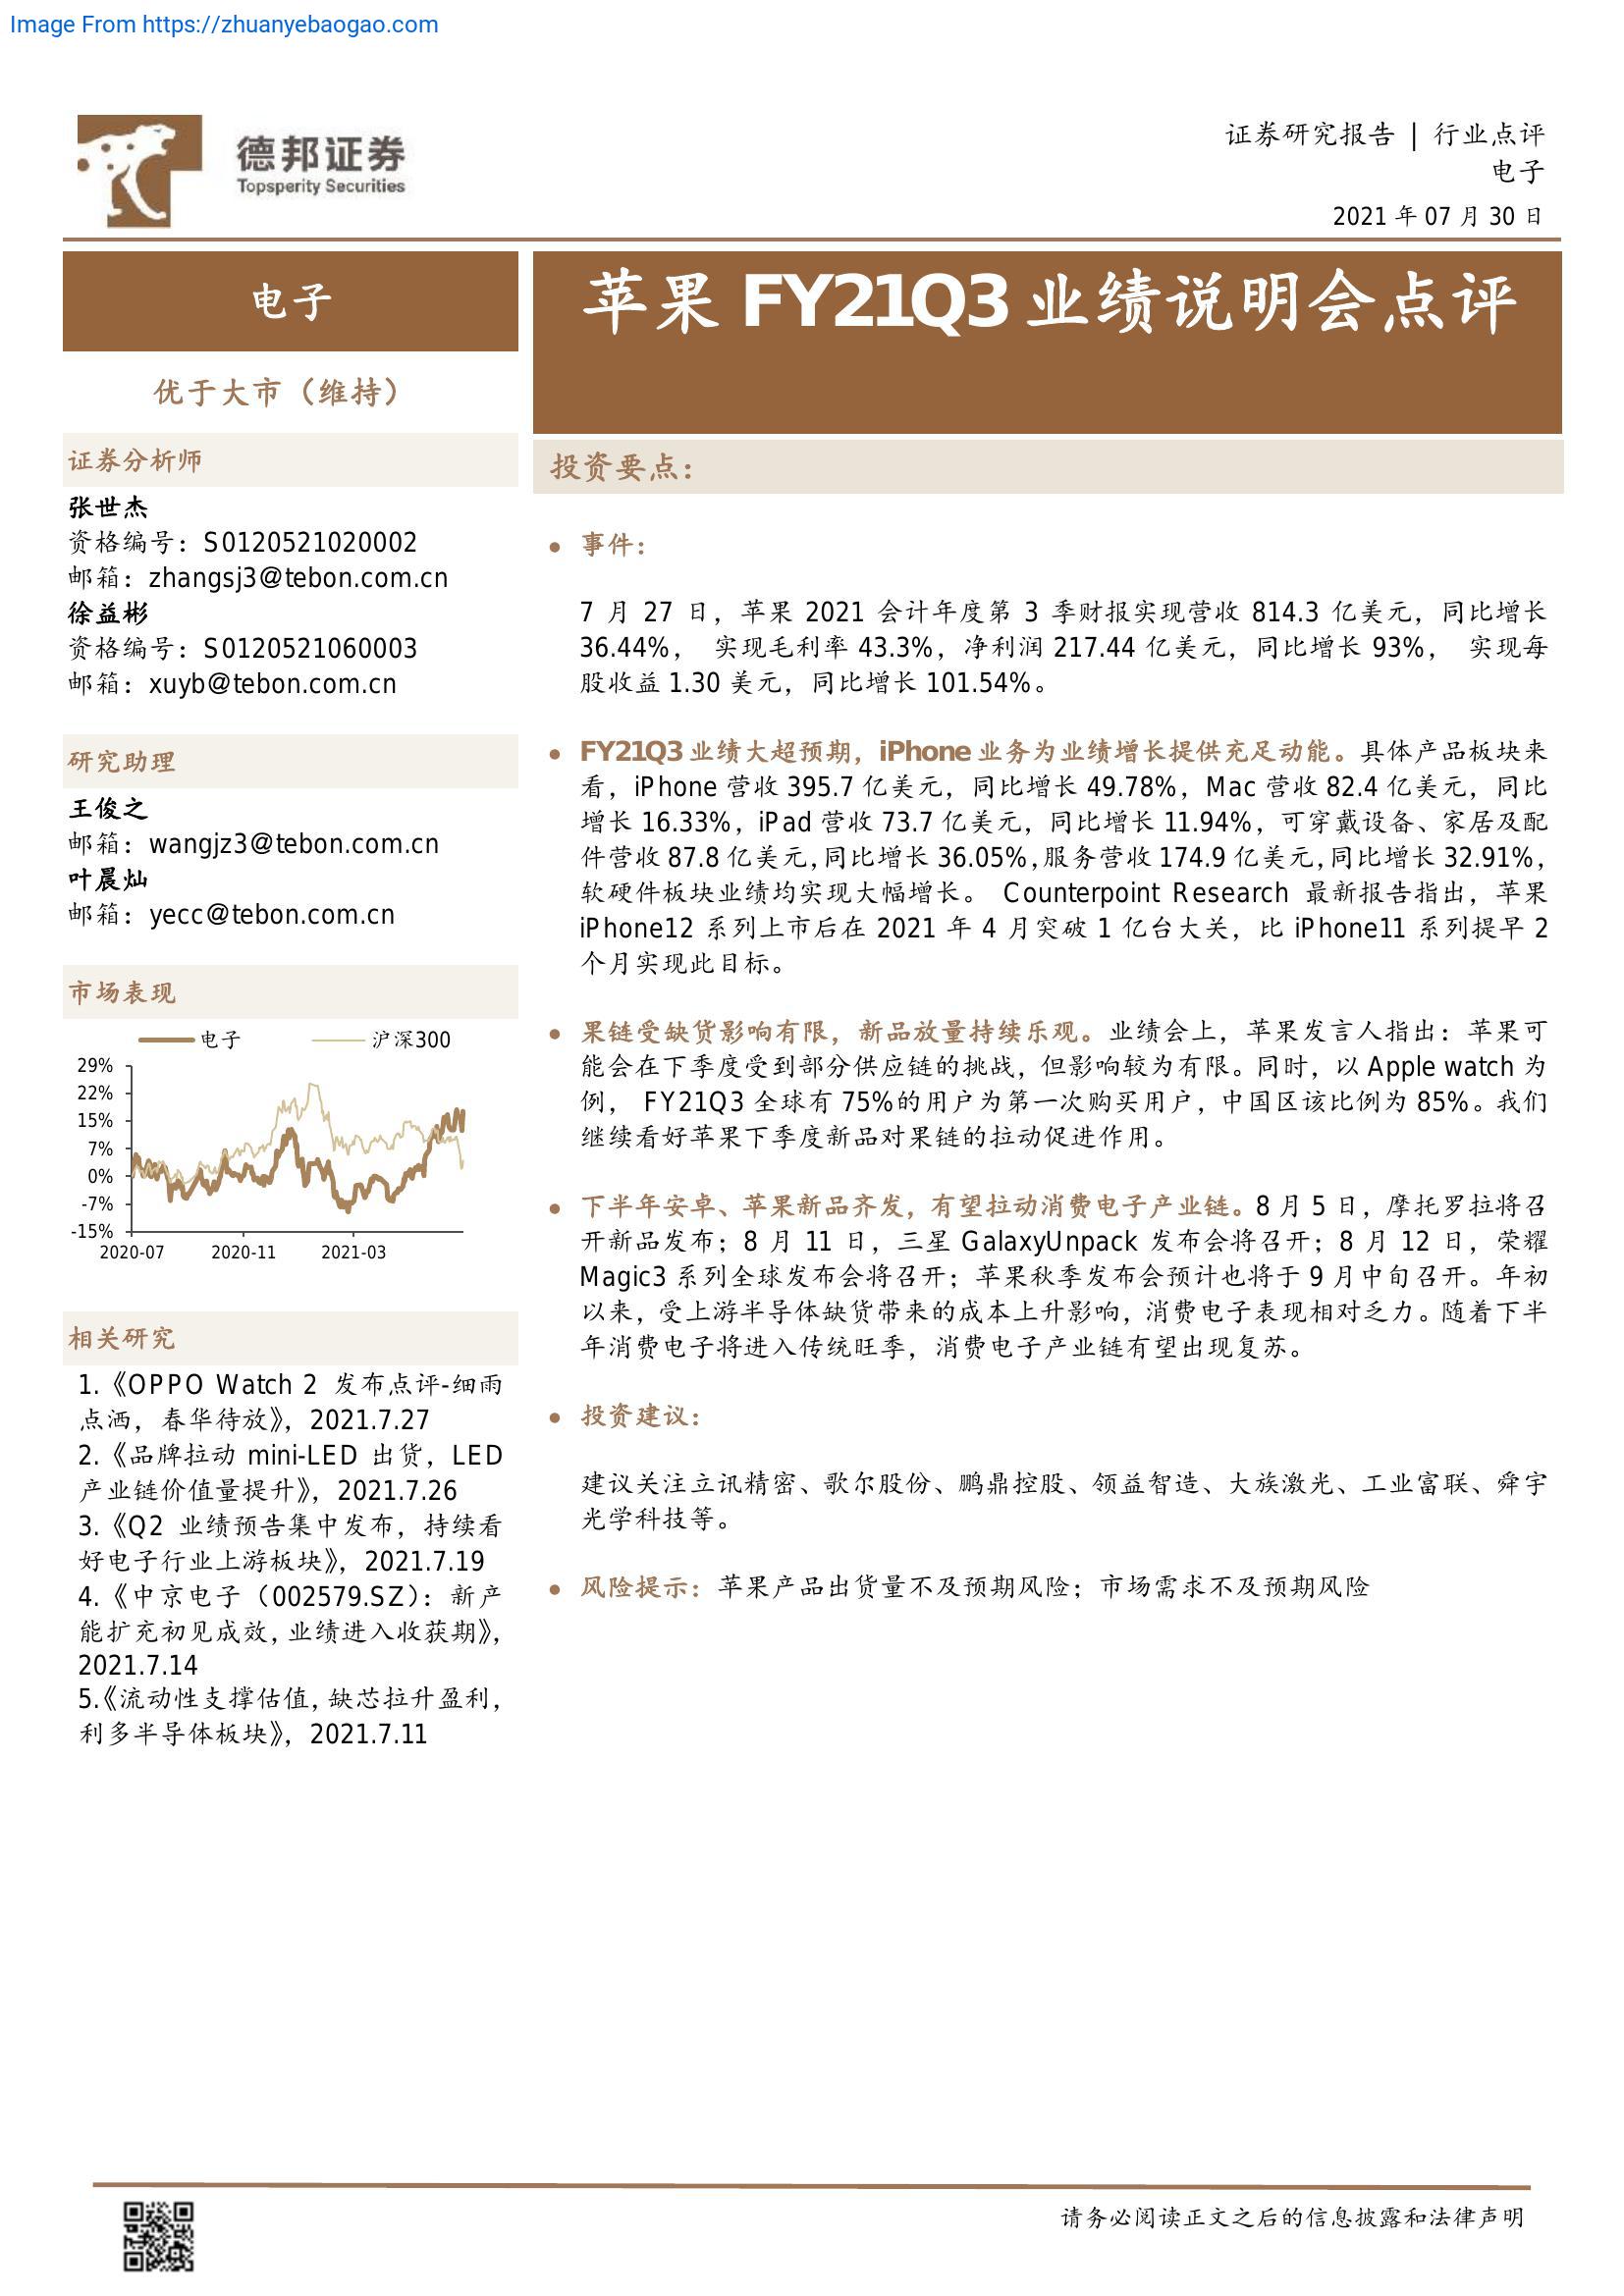 Image From https://zhuanyebaogao.com
德邦证券
Topsperity Securities
证券研究报告 | 行业点评
电子
2021 年 07 月 30 日
电子
优于大市（维持）
证券分析师
张世杰
资格编号：S0120521020002
邮箱：zhangsj3@tebon.com.cn
徐益彬
资格编号：S0120521060003
邮箱：xuyb@tebon.com.cn
研究助理
王俊之
邮箱：wangjz3@tebon.com.cn
叶晨灿
邮箱：yecc@tebon.com.cn
市场表现
电子 沪深300
29%
22%
15%
7%
0%
-7%
-15%
2020-07 2020-11 2021-03
相关研究
1.《OPPO Watch 2 发布点评-细雨
点洒，春华待放》，2021.7.27
2.《品牌拉动 mini-LED 出货，LED
产业链价值量提升》，2021.7.26
3.《Q2 业绩预告集中发布，持续看
好电子行业上游板块》，2021.7.19
4.《中京电子（002579.SZ）：新产
能扩充初见成效，业绩进入收获期》，
2021.7.14
5.《流动性支撑估值，缺芯拉升盈利，
利多半导体板块》，2021.7.11
苹果 FY21Q3 业绩说明会点评
投资要点：
● 事件：
7 月 27 日，苹果 2021 会计年度第 3 季财报实现营收 814.3 亿美元，同比增长
36.44%， 实现毛利率 43.3%，净利润 217.44 亿美元，同比增长 93%， 实现每
股收益 1.30 美元，同比增长 101.54%。
● FY21Q3 业绩大超预期，iPhone 业务为业绩增长提供充足动能。具体产品板块来
看，iPhone 营收 395.7 亿美元，同比增长 49.78%，Mac 营收 82.4 亿美元，同比
增长 16.33%，iPad 营收 73.7 亿美元，同比增长 11.94%，可穿戴设备、家居及配
件营收 87.8 亿美元，同比增长 36.05%，服务营收 174.9 亿美元，同比增长 32.91%，
软硬件板块业绩均实现大幅增长。 Counterpoint Research 最新报告指出，苹果
iPhone12 系列上市后在 2021 年 4 月突破 1 亿台大关，比 iPhone11 系列提早 2
个月实现此目标。
● 果链受缺货影响有限，新品放量持续乐观。业绩会上，苹果发言人指出：苹果可
能会在下季度受到部分供应链的挑战，但影响较为有限。同时，以 Apple watch 为
例， FY21Q3 全球有 75%的用户为第一次购买用户，中国区该比例为 85%。我们
继续看好苹果下季度新品对果链的拉动促进作用。
● 下半年安卓、苹果新品齐发，有望拉动消费电子产业链。8 月 5 日，摩托罗拉将召
开新品发布；8 月 11 日，三星 GalaxyUnpack 发布会将召开；8 月 12 日，荣耀
Magic3 系列全球发布会将召开；苹果秋季发布会预计也将于 9 月中旬召开。年初
以来，受上游半导体缺货带来的成本上升影响，消费电子表现相对乏力。随着下半
年消费电子将进入传统旺季，消费电子产业链有望出现复苏。
● 投资建议：
建议关注立讯精密、歌尔股份、鹏鼎控股、领益智造、大族激光、工业富联、舜宇
光学科技等。
● 风险提示：苹果产品出货量不及预期风险；市场需求不及预期风险
请务必阅读正文之后的信息披露和法律声明